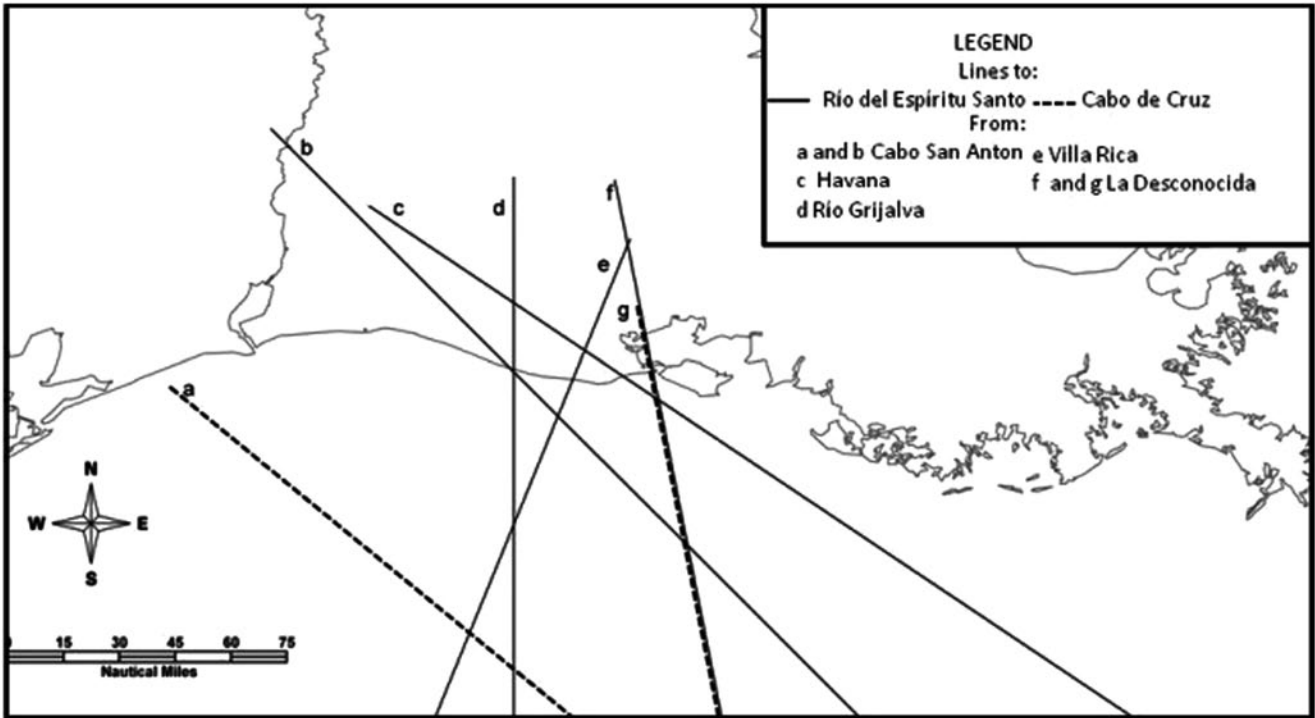 LEGEND
Lines to:
Río del Espíritu Santo Cabo de Cruz
From:
a and b Cabo San Anton e Villa Rica
c Havana f and g La Desconocida
d Río Grijalva
b
c
d
f
e
g
a
N
W E
S
0 15 30 45 60 75
Nautical Miles